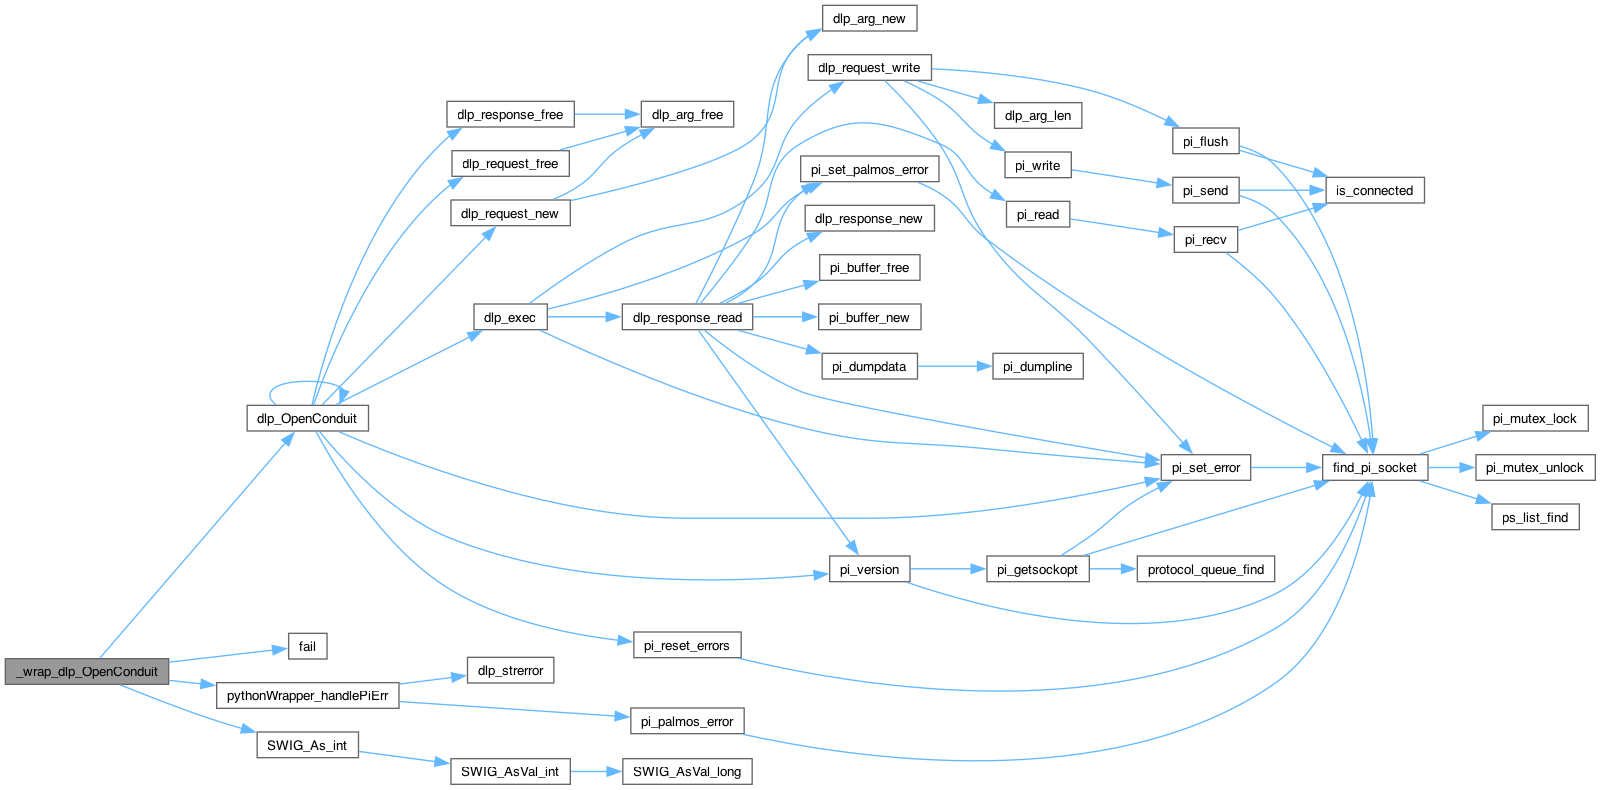 dlp_arg_new
dlp_request_write
dlp_response_free
dlp_arg_free
dlp_arg_len
pi_flush
dlp_request_free
pi_set_palmos_error
pi_write
pi_send
is_connected
dlp_request_new
dlp_response_new
pi_read
pi_recv
pi_buffer_free
dlp_exec
dlp_response_read
pi_buffer_new
pi_dumpdata
pi_dumpline
dlp_OpenConduit
pi_mutex_lock
pi_set_error
find_pi_socket
pi_mutex_unlock
ps_list_find
pi_version
pi_getsockopt
protocol_queue_find
fail
pi_reset_errors
_wrap_dlp_OpenConduit
dlp_strerror
pythonWrapper_handlePiErr
pi_palmos_error
SWIG_As_int
SWIG_AsVal_int
SWIG_AsVal_long